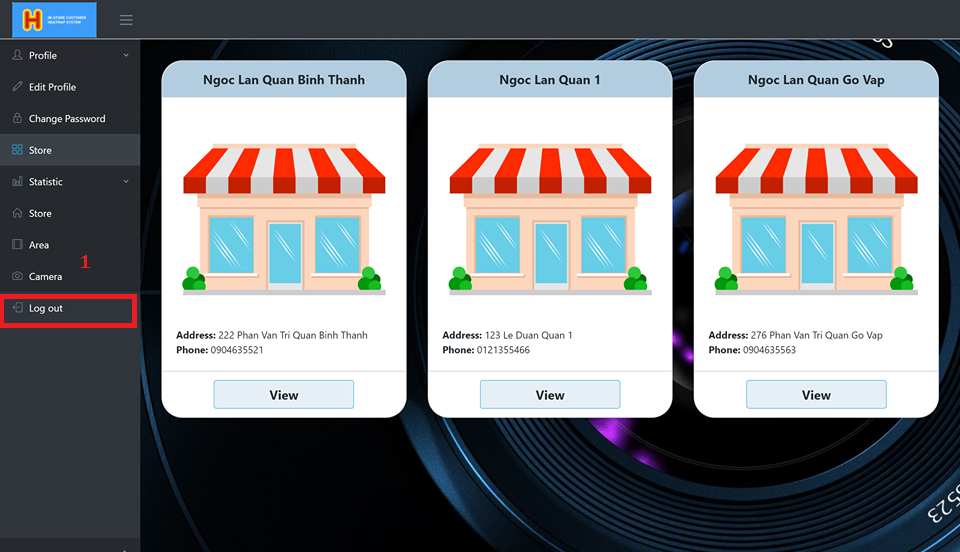 H
IN-STORE CUSTOMER
HEATMAP SYSTEM
Profile
Edit Profile
Change Password
Store
Statistic
Store
Area
1
Camera
Log out
Ngoc Lan Quan Binh Thanh
Address: 222 Phan Van Tri Quan Binh Thanh
Phone: 0904635521
View
Ngoc Lan Quan 1
Address: 123 Le Duan Quan 1
Phone: 0121355466
View
Ngoc Lan Quan Go Vap
Address: 276 Phan Van Tri Quan Go Vap
Phone: 0904635563
View